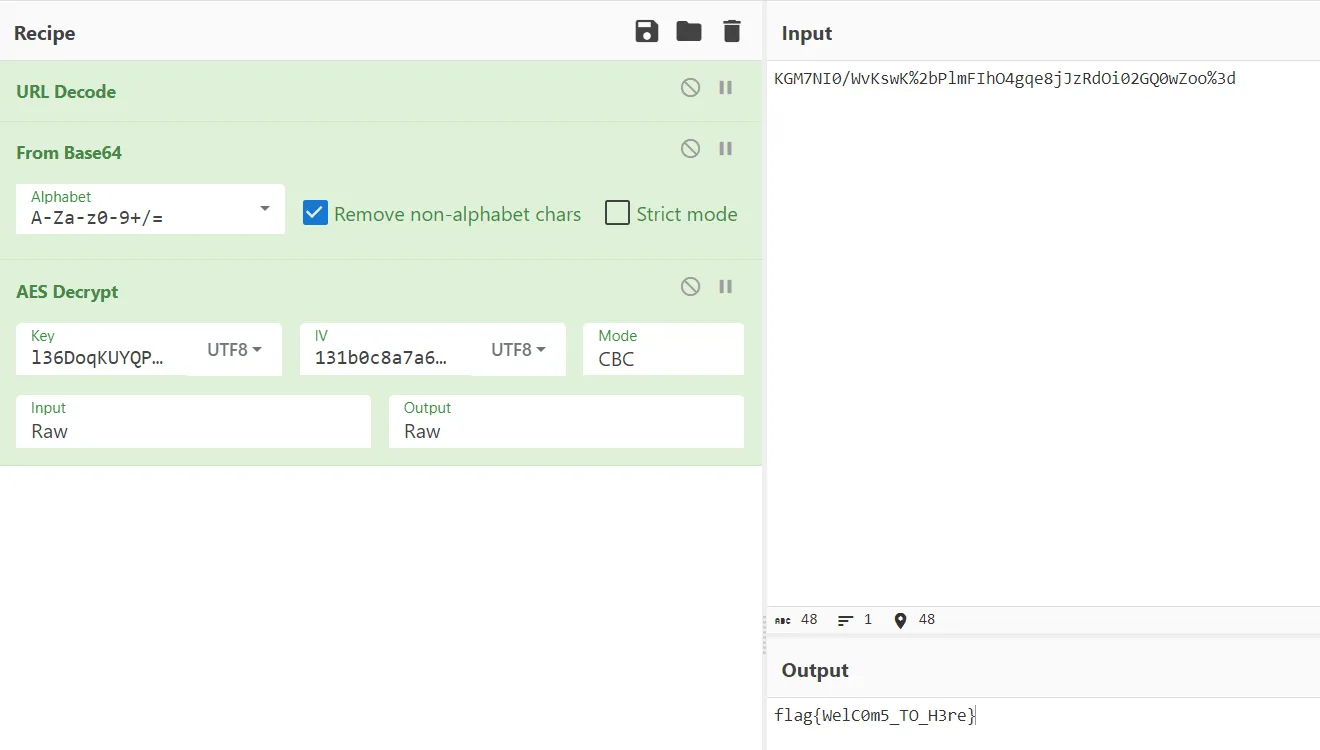 Recipe
URL Decode
From Base64
Alphabet
A-Za-z0-9+/=
Remove non-alphabet chars
Strict mode
AES Decrypt
Key
l36DoqKUYQP...
UTF8
IV
131b0c8a7a6...
UTF8
Mode
CBC
Input
Raw
Output
Raw
Input
KGM7NI0/WvKswK%2bPlmFIhO4gqe8jJzRdOi02GQ0wZoo%3d
ABC 48 1 48
Output
flag{WelC0m5_TO_H3re}